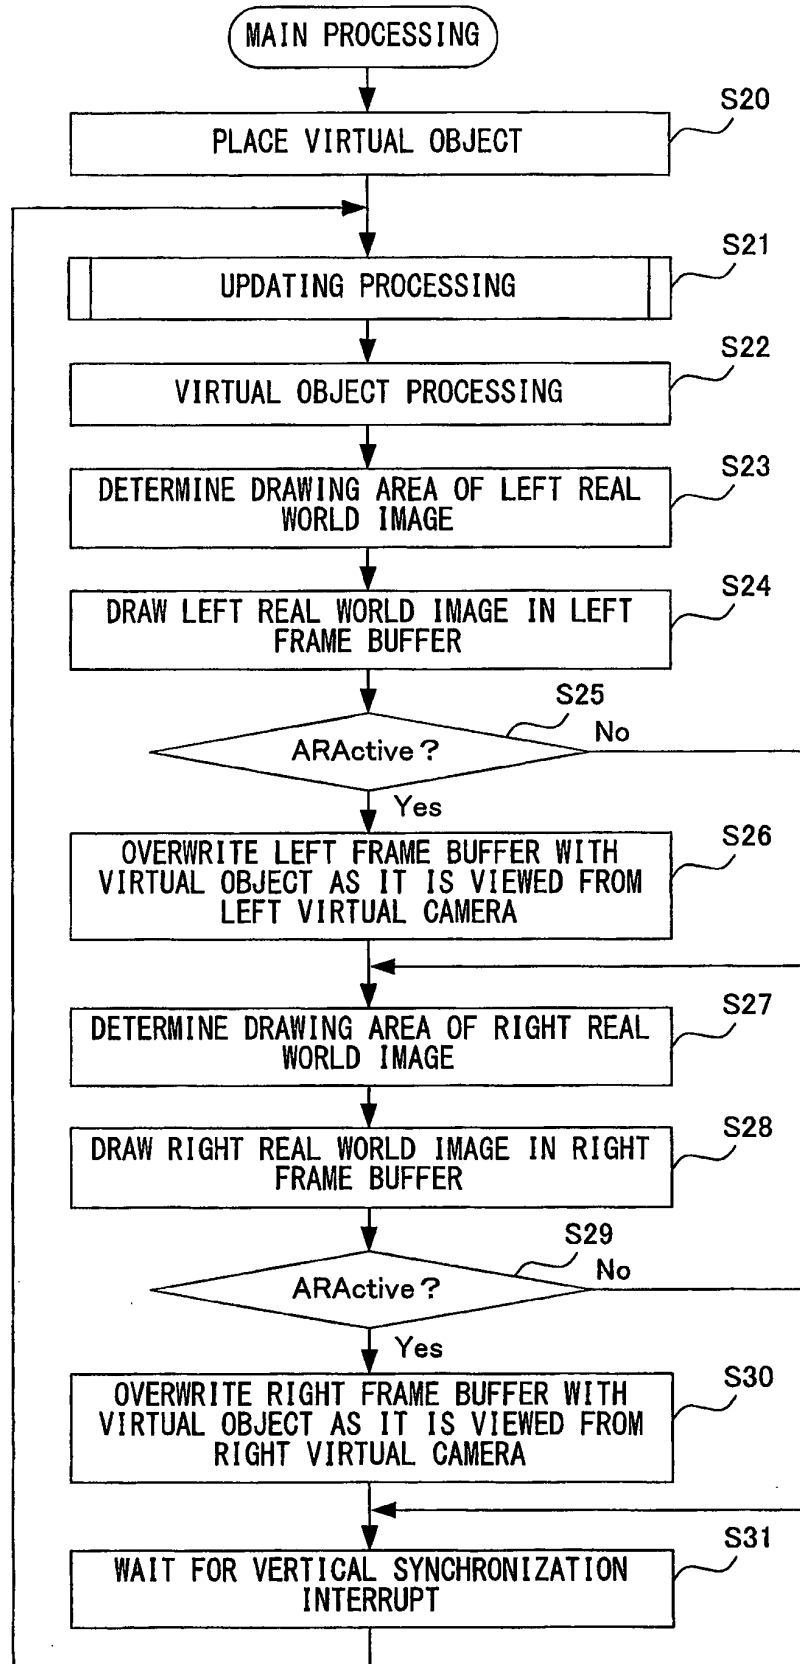 MAIN PROCESSING
S20
PLACE VIRTUAL OBJECT
S21
UPDATING PROCESSING
S22
VIRTUAL OBJECT PROCESSING
S23
DETERMINE DRAWING AREA OF LEFT REAL
WORLD IMAGE
S24
DRAW LEFT REAL WORLD IMAGE IN LEFT
FRAME BUFFER
S25
ARActive?
No
Yes
S26
OVERWRITE LEFT FRAME BUFFER WITH
VIRTUAL OBJECT AS IT IS VIEWED FROM
LEFT VIRTUAL CAMERA
S27
DETERMINE DRAWING AREA OF RIGHT REAL
WORLD IMAGE
S28
DRAW RIGHT REAL WORLD IMAGE IN RIGHT
FRAME BUFFER
S29
ARActive?
No
Yes
S30
OVERWRITE RIGHT FRAME BUFFER WITH
VIRTUAL OBJECT AS IT IS VIEWED FROM
RIGHT VIRTUAL CAMERA
S31
WAIT FOR VERTICAL SYNCHRONIZATION
INTERRUPT